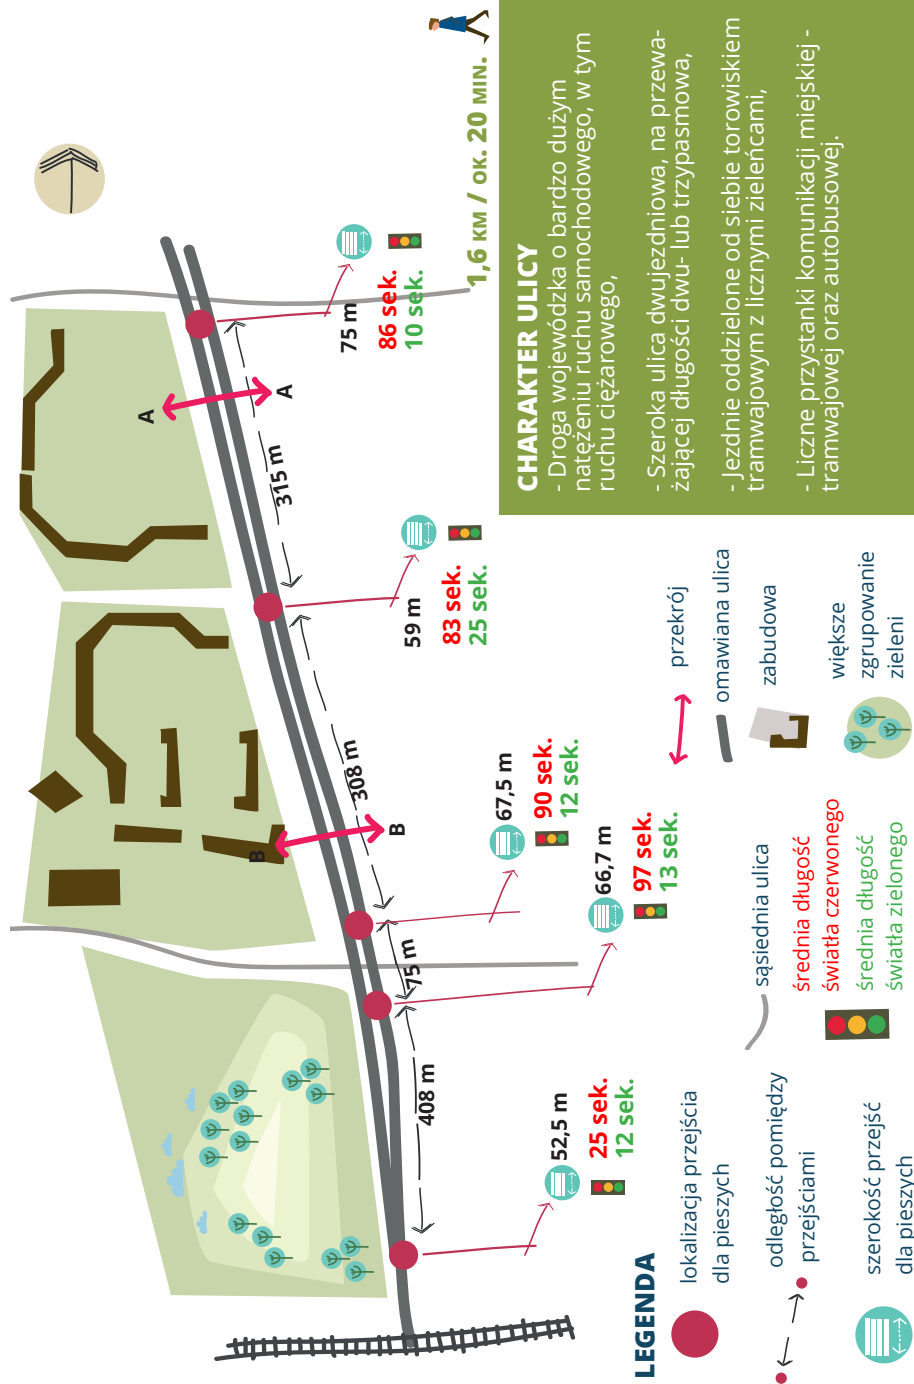 1,6 KM / OK. 20 MIN.
A
A
B
B
408 m
75 m
308 m
315 m
52,5 m
25 sek.
12 sek.
66,7 m
97 sek.
13 sek.
67,5 m
90 sek.
12 sek.
59 m
83 sek.
25 sek.
75 m
86 sek.
10 sek.
LEGENDA
lokalizacja przejścia
dla pieszych
odległość pomiędzy
przejściami
szerokość przejść
dla pieszych
sąsiednia ulica
średnia długość
światła czerwonego
średnia długość
światła zielonego
przekrój
omawiana ulica
zabudowa
większe
zgrupowanie
zieleni
CHARAKTER ULICY
- Droga wojewódzka o bardzo dużym
natężeniu ruchu samochodowego, w tym
ruchu ciężarowego,
- Szeroka ulica dwujezdniowa, na przewa-
żającej długości dwu- lub trzypasmowa,
- Jezdnie oddzielone od siebie torowiskiem
tramwajowym z licznymi zieleńcami,
- Liczne przystanki komunikacji miejskiej -
tramwajowej oraz autobusowej.